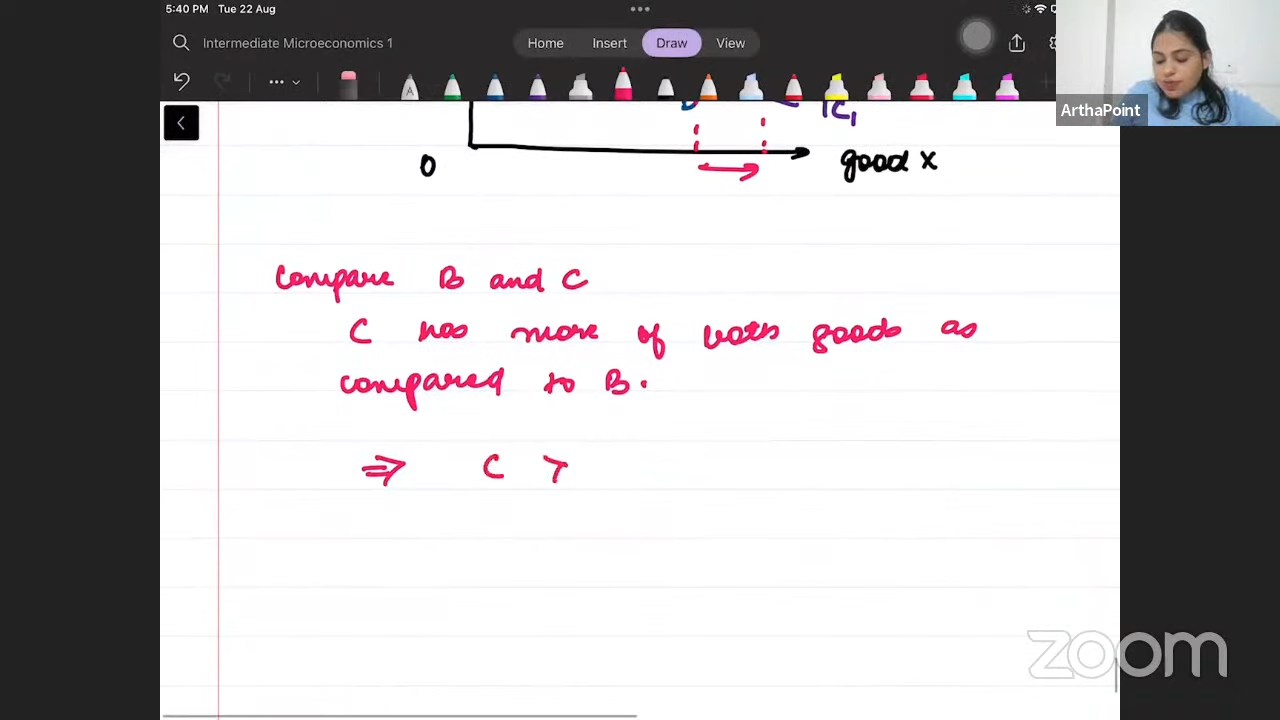 5:40 PM Tue 22 Aug
Intermediate Microeconomics 1
Home Insert Draw View
ArthaPoint
A
IC1
0
good x
Compare B and C
C has more of both goods as
compared to B.
⇒ C >
zoom